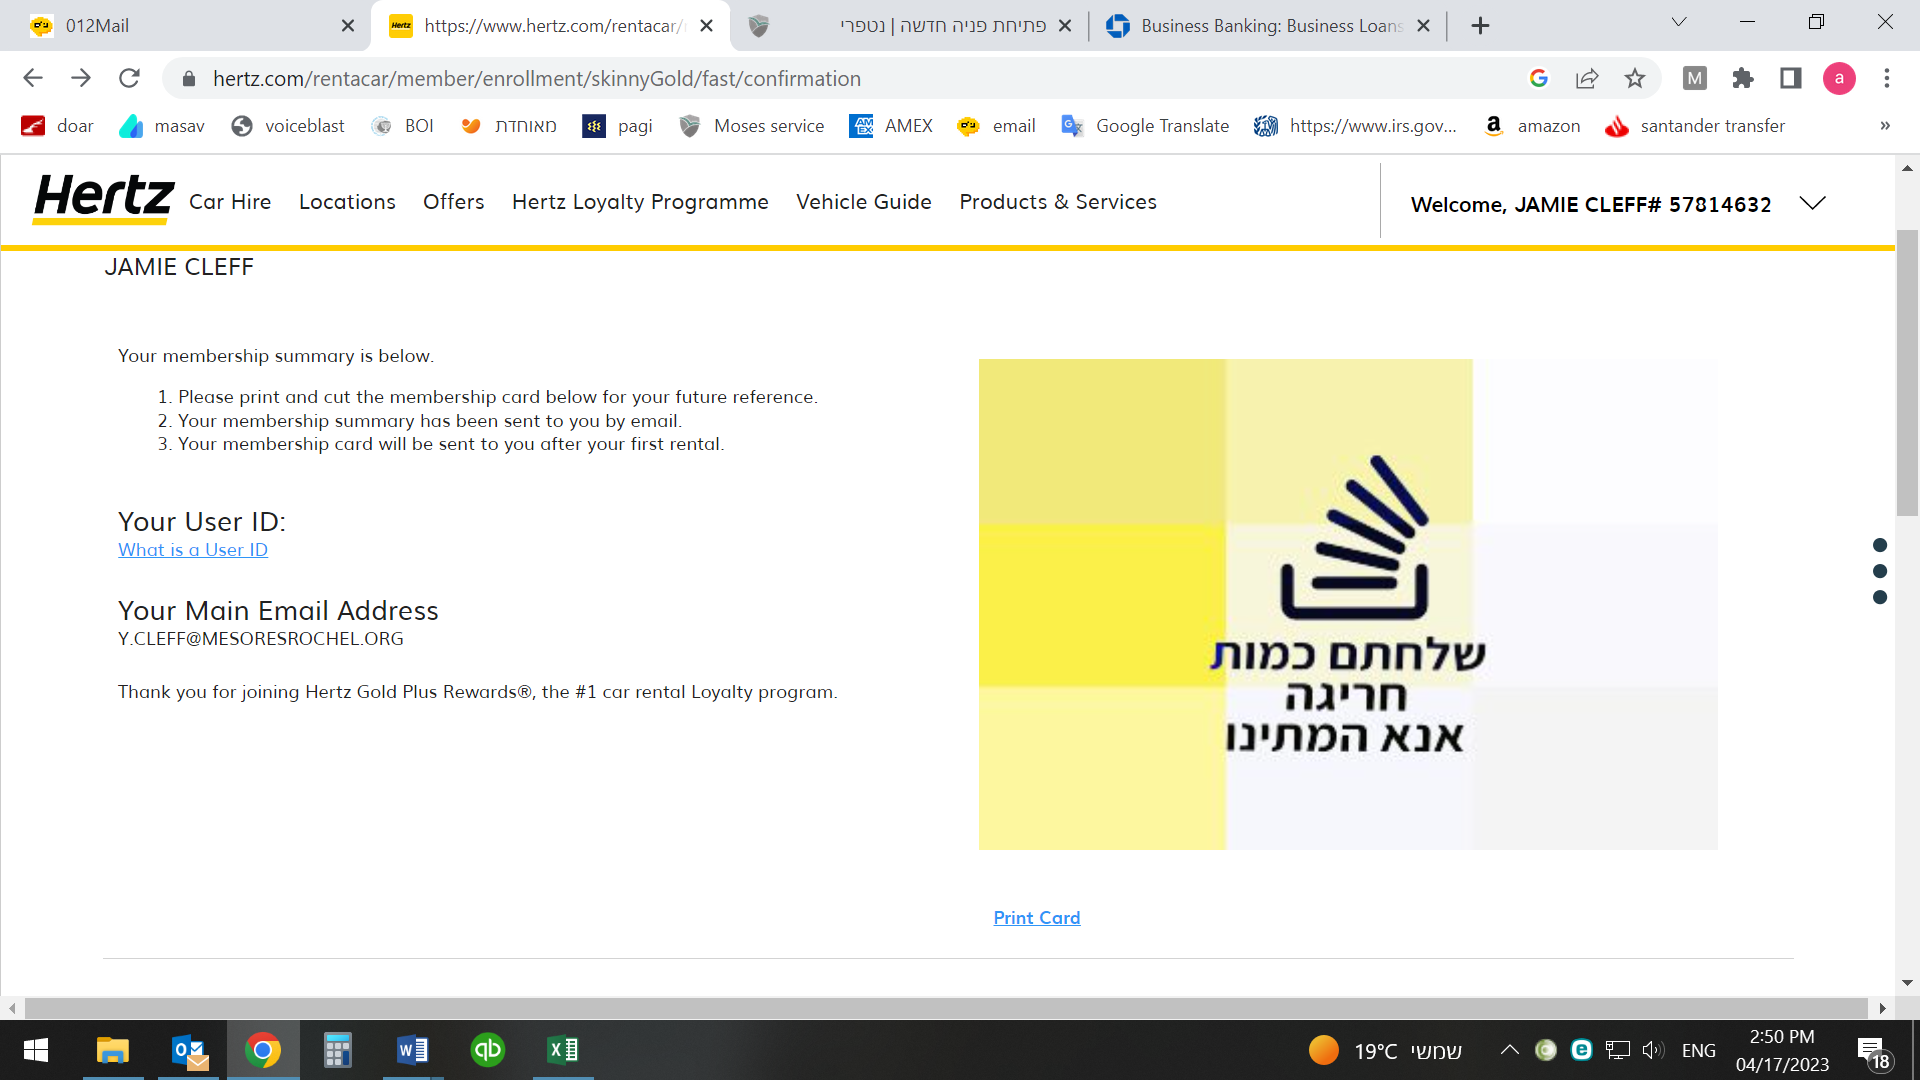 012Mail
https://www.hertz.com/rentacar/
פתיחת פניה חדשה | נטפרי
Business Banking: Business Loans
hertz.com/rentacar/member/enrollment/skinnyGold/fast/confirmation
M
a
doar
masav
voiceblast
BOI
מאוחדת
pagi
Moses service
AMEX
email
Google Translate
https://www.irs.gov...
amazon
santander transfer
»
Hertz
Car Hire
Locations
Offers
Hertz Loyalty Programme
Vehicle Guide
Products & Services
Welcome, JAMIE CLEFF# 57814632
JAMIE CLEFF
Your membership summary is below.
1. Please print and cut the membership card below for your future reference.
2. Your membership summary has been sent to you by email.
3. Your membership card will be sent to you after your first rental.
Your User ID:
What is a User ID
Your Main Email Address
Y.CLEFF@MESORESROCHEL.ORG
Thank you for joining Hertz Gold Plus Rewards®, the #1 car rental Loyalty program.
שלחתם כמות
חריגה
אנא המתינו
Print Card
19°C שמשי
ENG
2:50 PM
04/17/2023
18